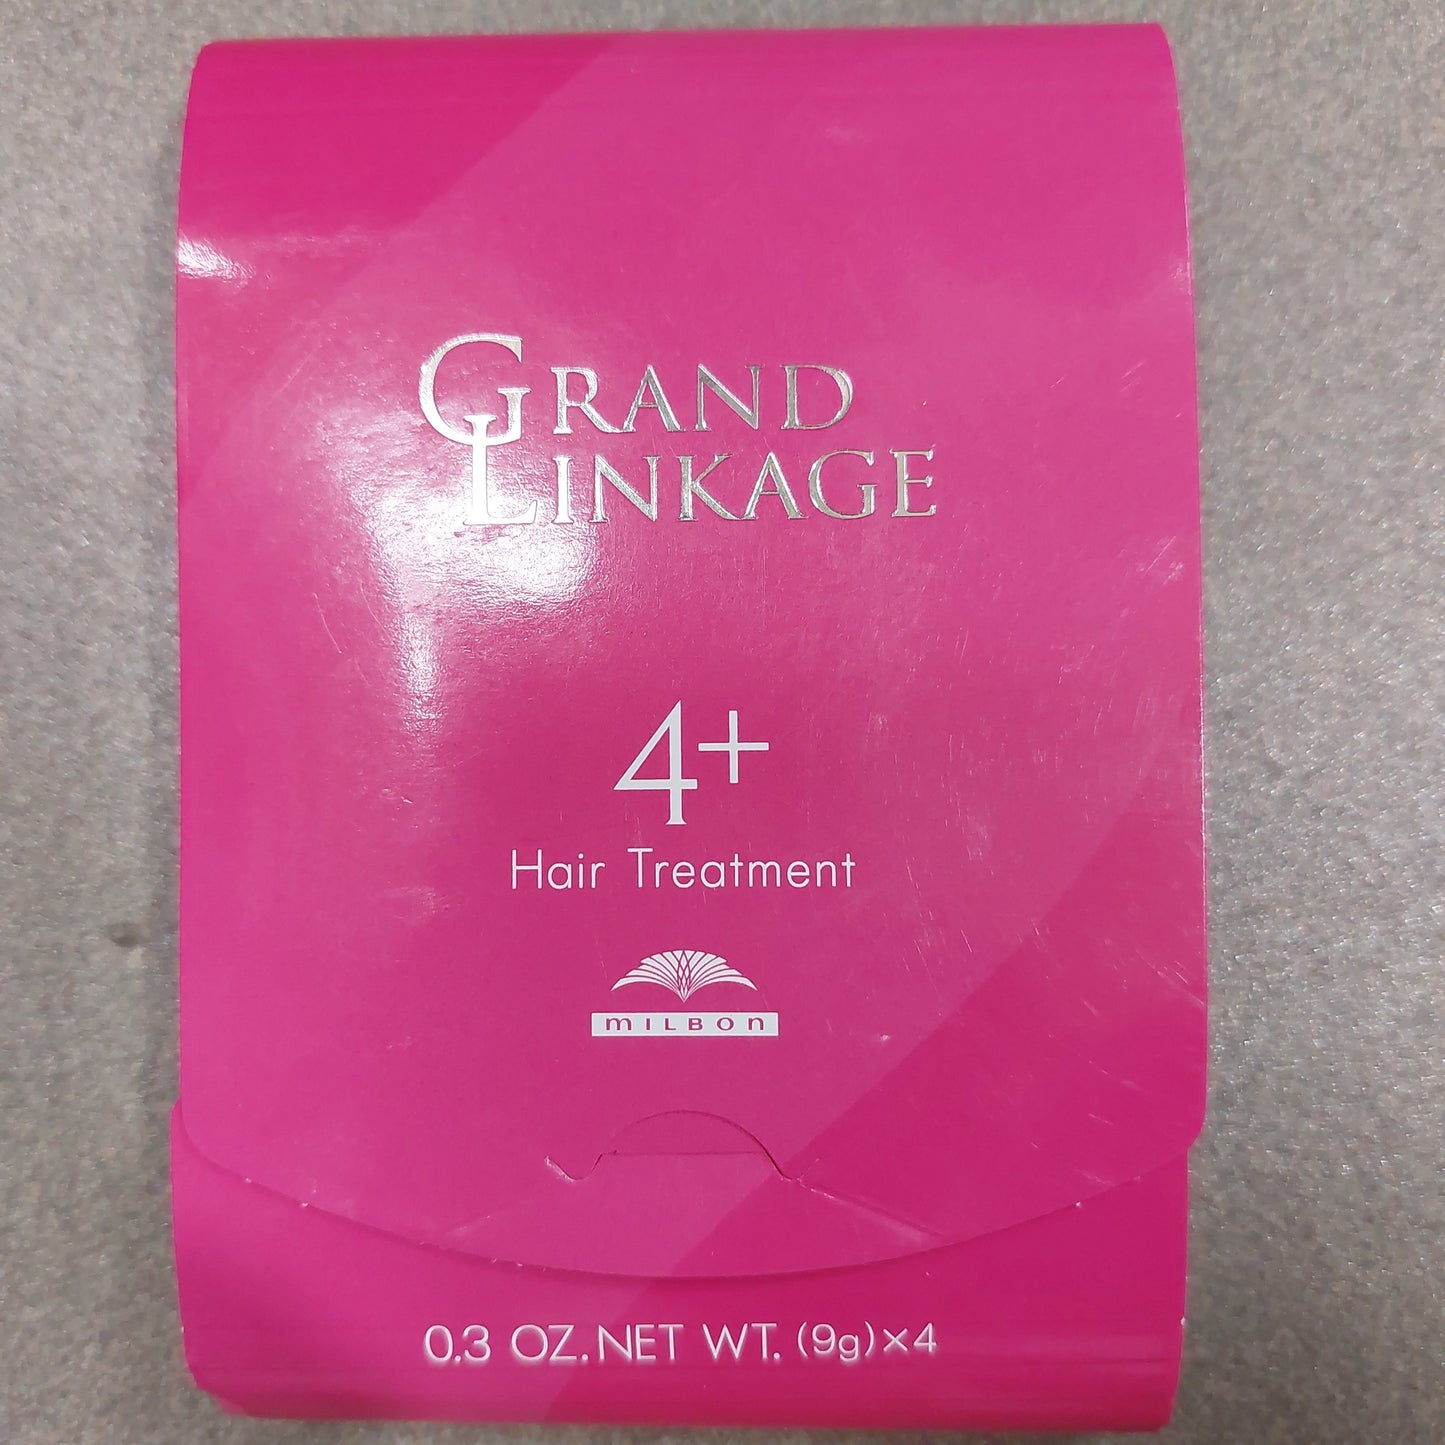 GRAND
LINKAGE
4+
Hair Treatment
MILBON
0.3 OZ. NET WT. (9g)×4